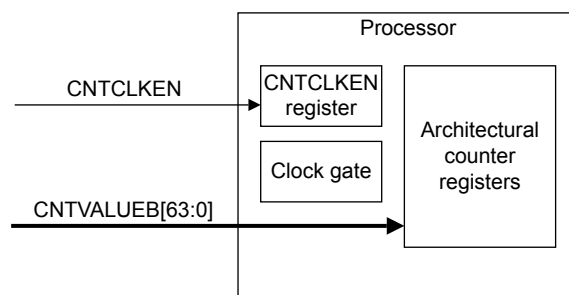 Processor
CNTCLKEN
CNTCLKEN
register
Architectural
counter
registers
Clock gate
CNTVALUEB[63:0]